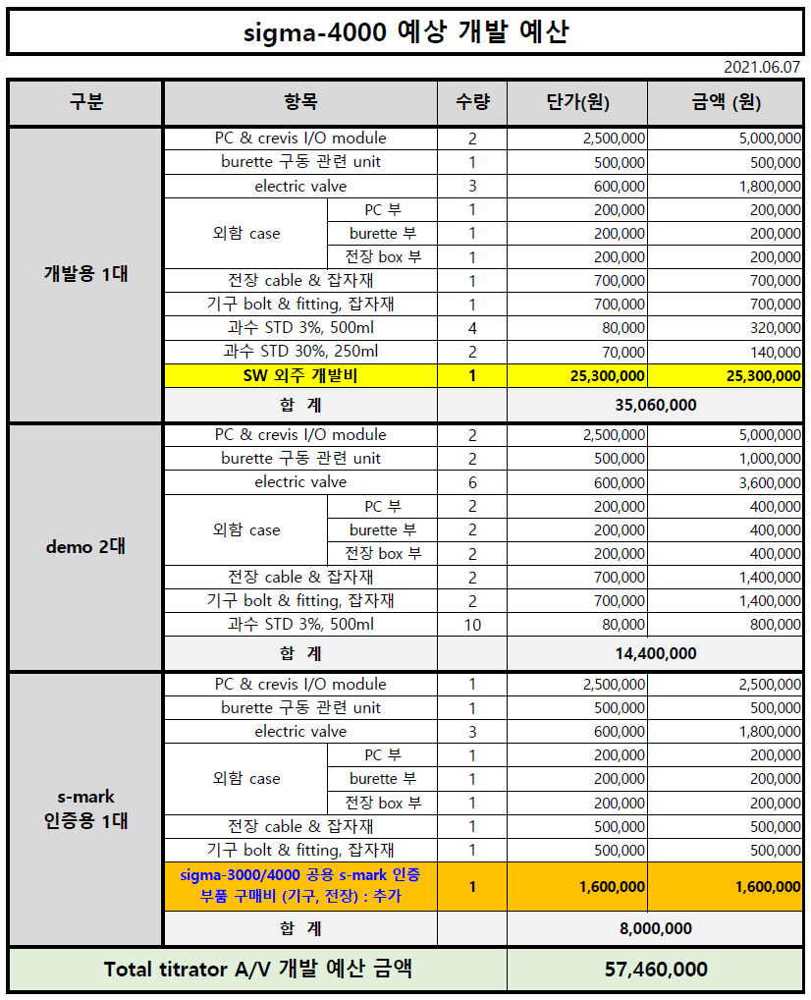 sigma-4000 예상 개발 예산
2021.06.07
구분 항목 수량 단가(원) 금액 (원)
개발용 1대
PC & crevis I/O module 2 2,500,000 5,000,000
burette 구동 관련 unit 1 500,000 500,000
electric valve 3 600,000 1,800,000
외함 case
PC 부 1 200,000 200,000
burette 부 1 200,000 200,000
전장 box 부 1 200,000 200,000
전장 cable & 잡자재 1 700,000 700,000
기구 bolt & fitting, 잡자재 1 700,000 700,000
과수 STD 3%, 500ml 4 80,000 320,000
과수 STD 30%, 250ml 2 70,000 140,000
SW 외주 개발비 1 25,300,000 25,300,000
합 계 35,060,000
demo 2대
PC & crevis I/O module 2 2,500,000 5,000,000
burette 구동 관련 unit 2 500,000 1,000,000
electric valve 6 600,000 3,600,000
외함 case
PC 부 2 200,000 400,000
burette 부 2 200,000 400,000
전장 box 부 2 200,000 400,000
전장 cable & 잡자재 2 700,000 1,400,000
기구 bolt & fitting, 잡자재 2 700,000 1,400,000
과수 STD 3%, 500ml 10 80,000 800,000
합 계 14,400,000
s-mark
인증용 1대
PC & crevis I/O module 1 2,500,000 2,500,000
burette 구동 관련 unit 1 500,000 500,000
electric valve 3 600,000 1,800,000
외함 case
PC 부 1 200,000 200,000
burette 부 1 200,000 200,000
전장 box 부 1 200,000 200,000
전장 cable & 잡자재 1 500,000 500,000
기구 bolt & fitting, 잡자재 1 500,000 500,000
sigma-3000/4000 공용 s-mark 인증
부품 구매비 (기구, 전장) : 추가 1 1,600,000 1,600,000
합 계 8,000,000
Total titrator A/V 개발 예산 금액 57,460,000